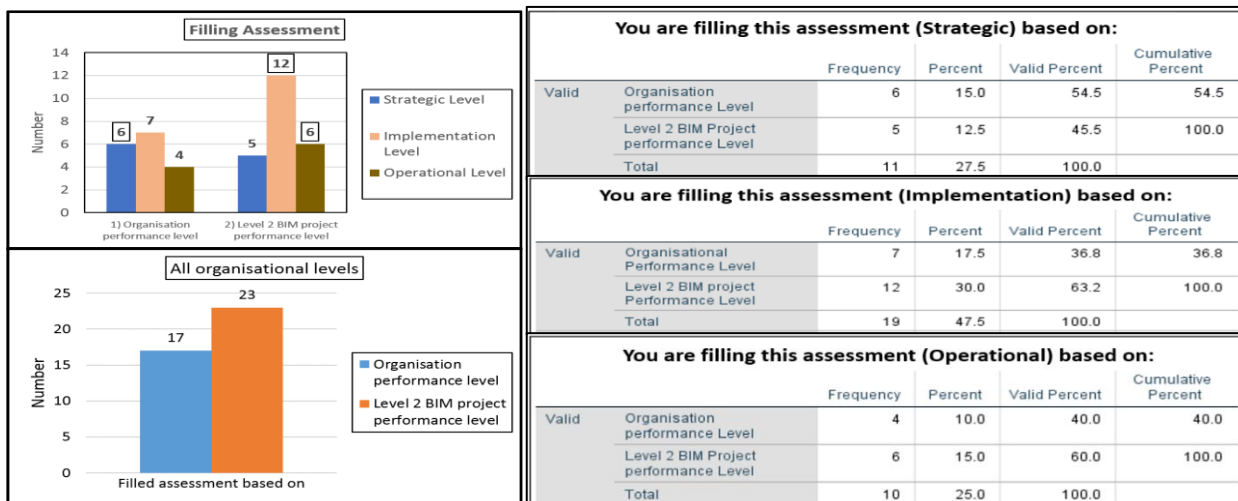 Filling Assessment
14
12
10
8
6
4
2
0
Number
6
7
4
5
12
6
1) Organisation
performance level
2) Level 2 BIM project
performance level
Strategic Level
Implementation
Level
Operational Level
All organisational levels
25
20
15
10
5
0
Number
17
23
Filled assessment based on
Organisation
performance level
Level 2 BIM project
performance level
You are filling this assessment (Strategic) based on:
Frequency Percent Valid Percent Cumulative Percent
Valid Organisation performance Level 6 15.0 54.5 54.5
Level 2 BIM Project performance Level 5 12.5 45.5 100.0
Total 11 27.5 100.0
You are filling this assessment (Implementation) based on:
Frequency Percent Valid Percent Cumulative Percent
Valid Organisational Performance Level 7 17.5 36.8 36.8
Level 2 BIM project Performance Level 12 30.0 63.2 100.0
Total 19 47.5 100.0
You are filling this assessment (Operational) based on:
Frequency Percent Valid Percent Cumulative Percent
Valid Organisation performance Level 4 10.0 40.0 40.0
Level 2 BIM Project performance Level 6 15.0 60.0 100.0
Total 10 25.0 100.0